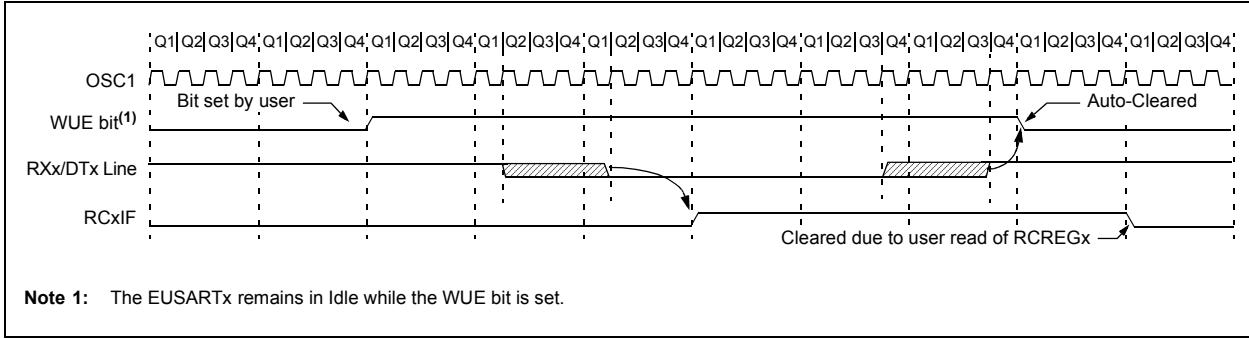 Q1 Q2 Q3 Q4 Q1 Q2 Q3 Q4 Q1 Q2 Q3 Q4 Q1 Q2 Q3 Q4 Q1 Q2 Q3 Q4 Q1 Q2 Q3 Q4 Q1 Q2 Q3 Q4 Q1 Q2 Q3 Q4 Q1 Q2 Q3 Q4 Q1 Q2 Q3 Q4
OSC1
Bit set by user
Auto-Cleared
WUE bit(1)
RXx/DTx Line
RCxIF
Cleared due to user read of RCREGx
Note 1: The EUSARTx remains in Idle while the WUE bit is set.